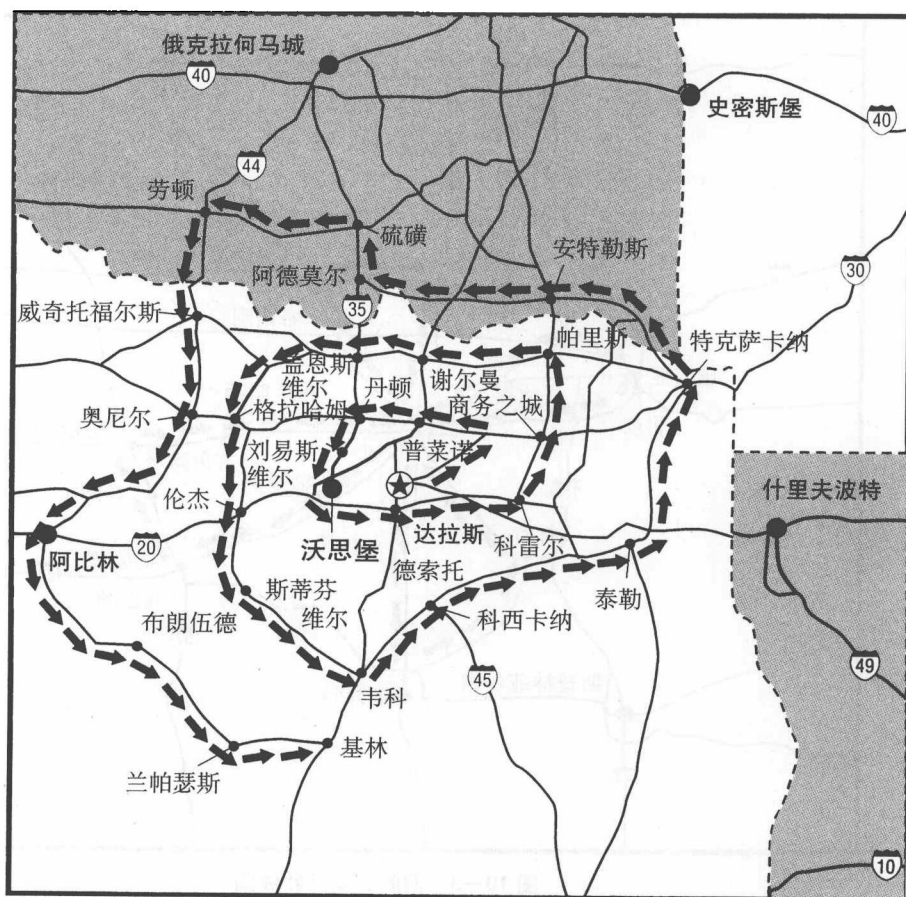 俄克拉何马城
40
史密斯堡
40
44
劳顿
硫磺
安特勒斯
30
阿德莫尔
35
威奇托福尔斯
帕里斯
特克萨卡纳
盖恩斯
维尔
丹顿
谢尔曼
奥尼尔
格拉哈姆
商务之城
刘易斯
维尔
普莱诺
什里夫波特
伦杰
20
沃思堡
达拉斯
科雷尔
阿比林
德索托
斯蒂芬
维尔
泰勒
布朗伍德
科西卡纳
49
韦科
45
基林
兰帕瑟斯
10